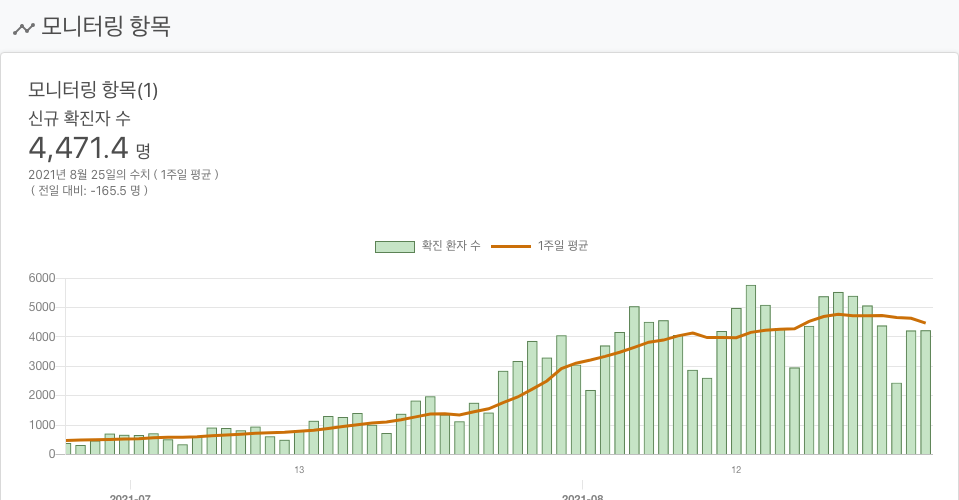 모니터링 항목
모니터링 항목(1)
신규 확진자 수
4,471.4 명
2021년 8월 25일의 수치 ( 1주일 평균 )
( 전일 대비: -165.5 명 )
확진 환자 수 1주일 평균
6000
5000
4000
3000
2000
1000
0
13 12
2021-07 2021-08